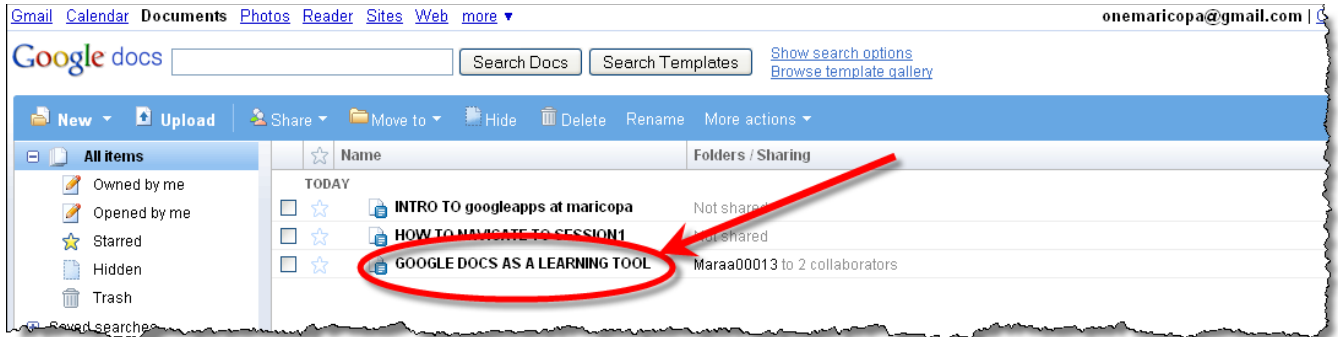 Gmail Calendar Documents Photos Reader Sites Web more ▼ onemaricopa@gmail.com |
Google docs Search Docs Search Templates Show search options
Browse template gallery
New Upload Share Move to Hide Delete Rename More actions
All items Name Folders / Sharing
Owned by me TODAY
Opened by me INTRO TO googleapps at maricopa Not shared
Starred HOW TO NAVIGATE TO SESSION1 Not shared
Hidden GOOGLE DOCS AS A LEARNING TOOL Maraa00013 to 2 collaborators
Trash
Saved searches